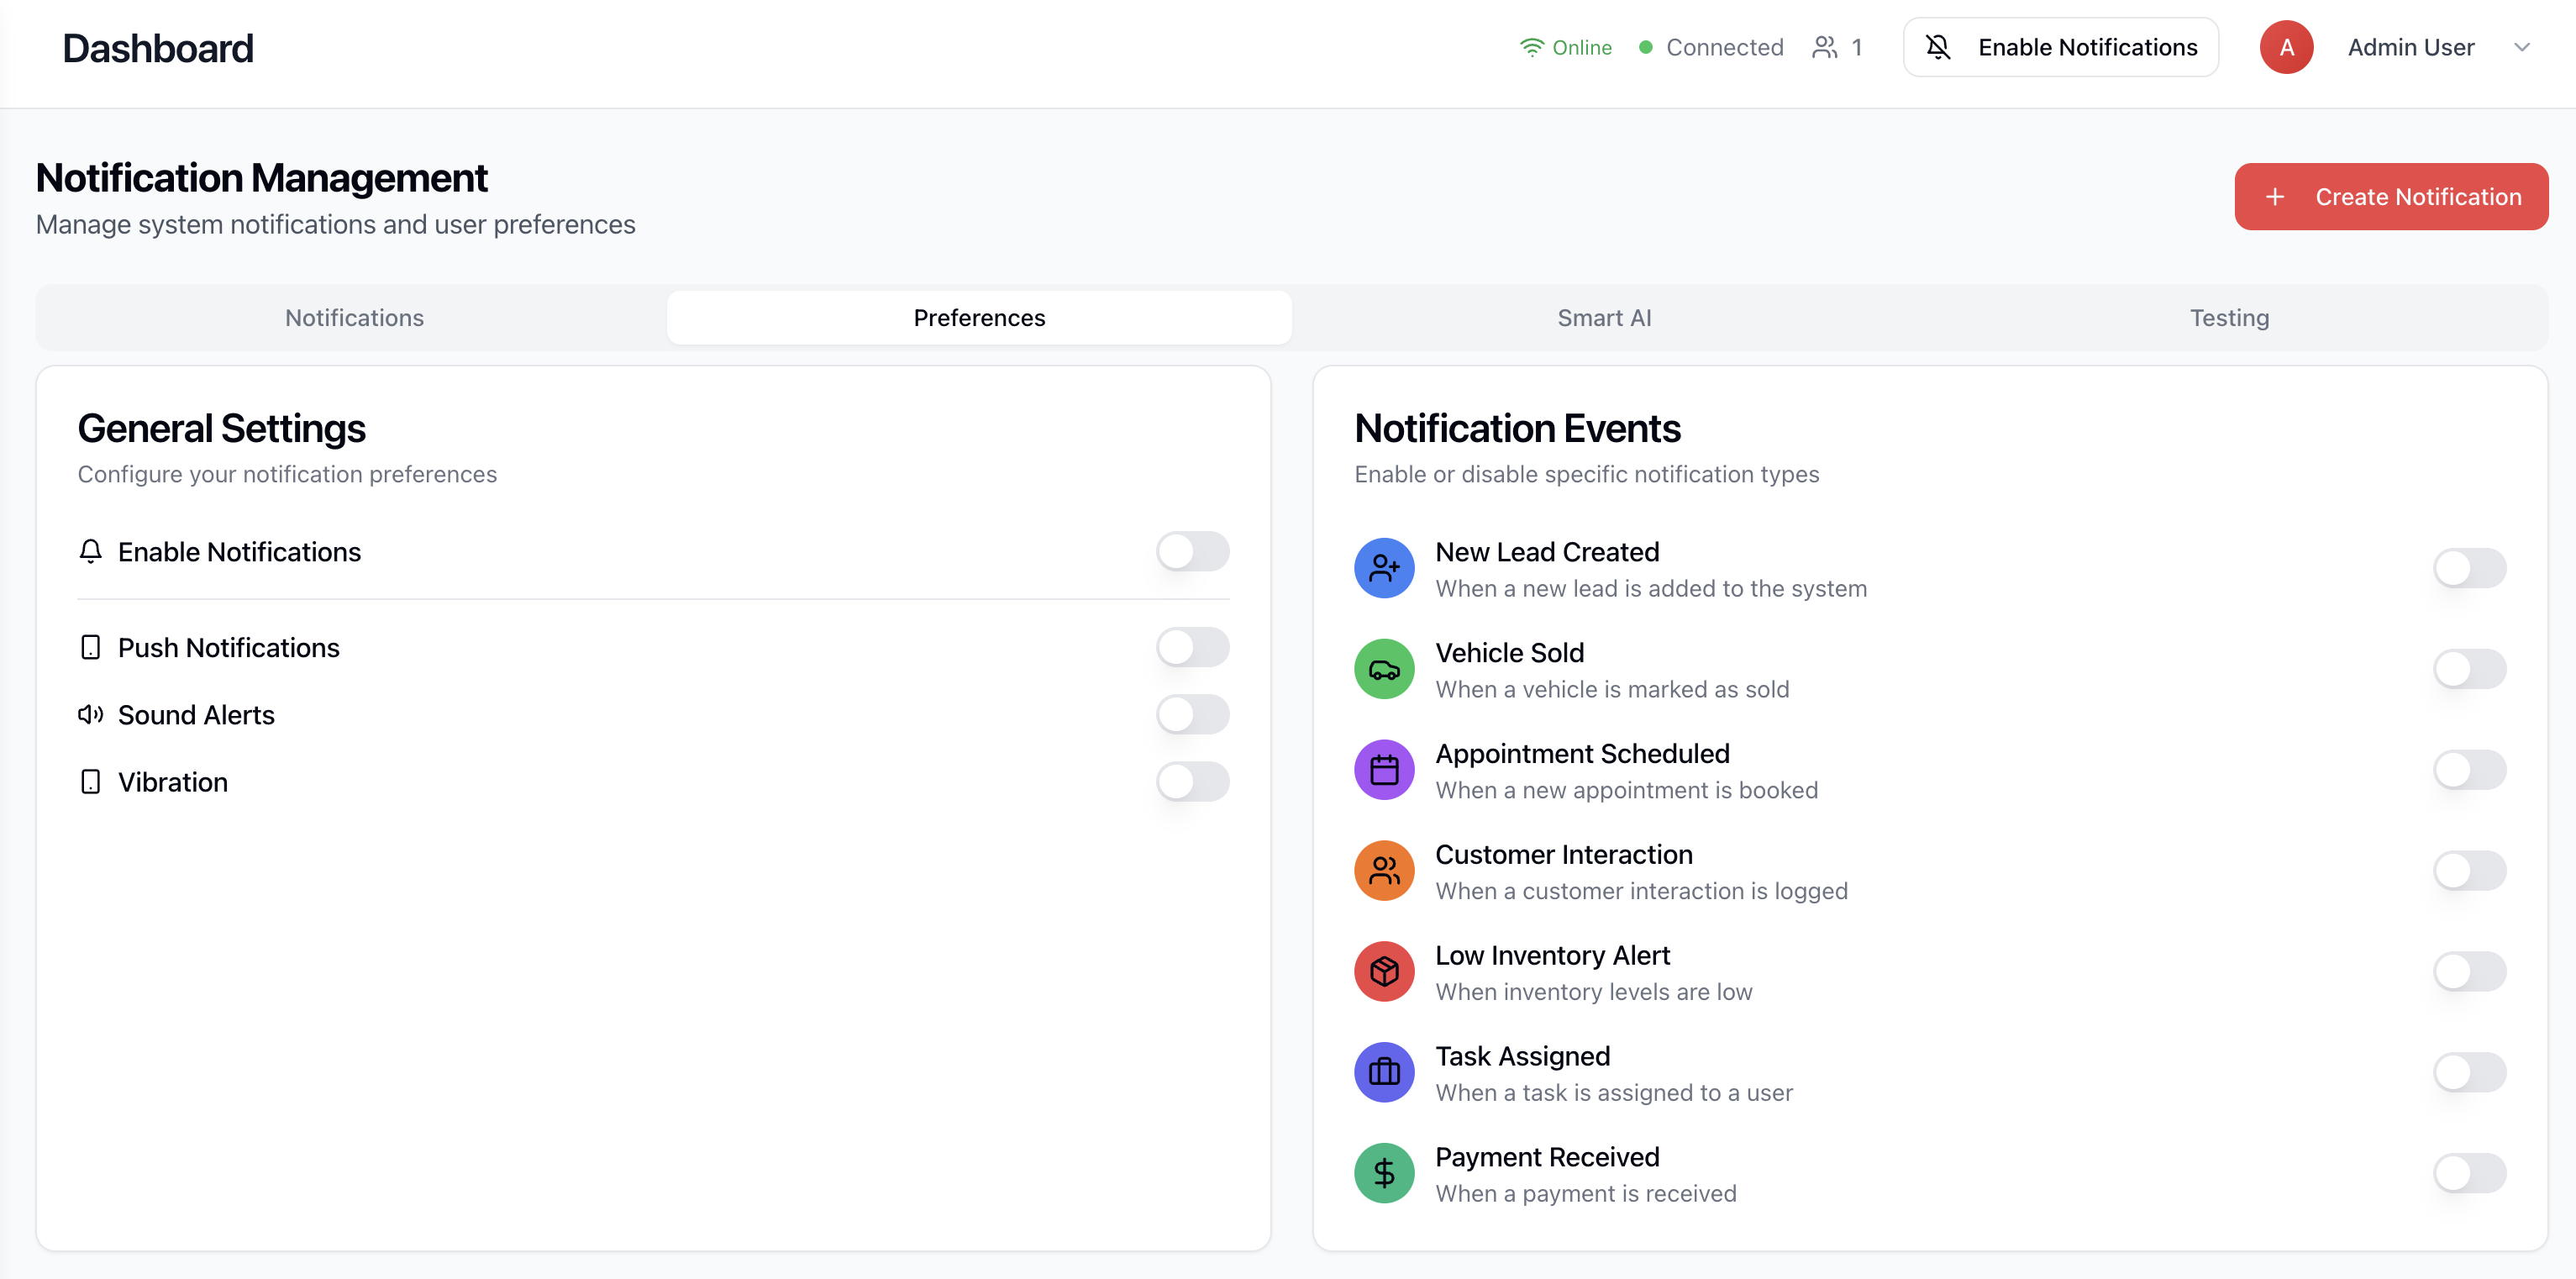 Dashboard
Online
Connected
1
Enable Notifications
A
Admin User
Notification Management
Manage system notifications and user preferences
Create Notification
Notifications
Preferences
Smart AI
Testing
General Settings
Configure your notification preferences
Enable Notifications
Push Notifications
Sound Alerts
Vibration
Notification Events
Enable or disable specific notification types
New Lead Created
When a new lead is added to the system
Vehicle Sold
When a vehicle is marked as sold
Appointment Scheduled
When a new appointment is booked
Customer Interaction
When a customer interaction is logged
Low Inventory Alert
When inventory levels are low
Task Assigned
When a task is assigned to a user
Payment Received
When a payment is received